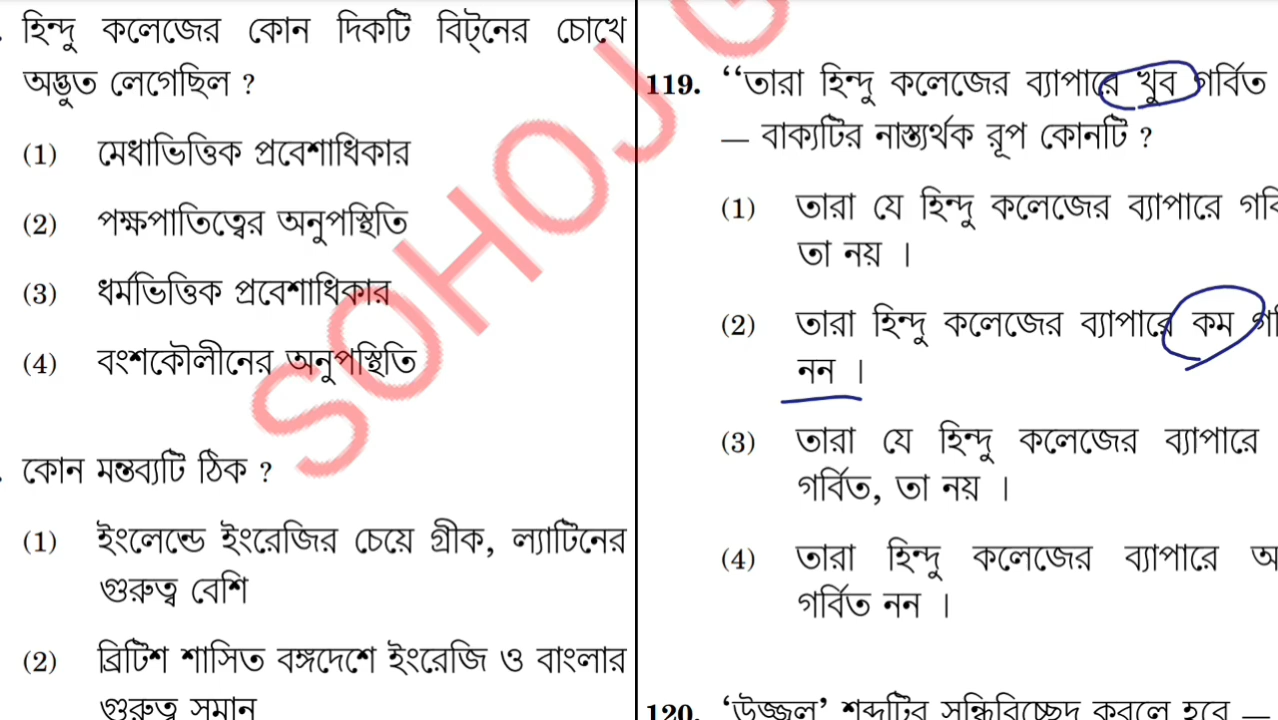 হিন্দু কলেজের কোন দিকটি বিট্‌নের চোখে
অদ্ভুত লেগেছিল ?
(1) মেধাভিত্তিক প্রবেশাধিকার
(2) পক্ষপাতিত্বের অনুপস্থিতি
(3) ধর্মভিত্তিক প্রবেশাধিকার
(4) বংশকৌলীনের অনুপস্থিতি
কোন মন্তব্যটি ঠিক ?
(1) ইংলেন্ডে ইংরেজির চেয়ে গ্রীক, ল্যাটিনের
গুরুত্ব বেশি
(2) ব্রিটিশ শাসিত বঙ্গদেশে ইংরেজি ও বাংলার
গুরুত্ব সমান
119. “তারা হিন্দু কলেজের ব্যাপারে খুব গর্বিত
— বাক্যটির নাস্ত্যর্থক রূপ কোনটি ?
(1) তারা যে হিন্দু কলেজের ব্যাপারে
তা নয় ।
(2) তারা হিন্দু কলেজের ব্যাপারে কম
নন ।
(3) তারা যে হিন্দু কলেজের ব্যাপারে
গর্বিত, তা নয় ।
(4) তারা হিন্দু কলেজের ব্যাপারে
গর্বিত নন ।
120. ‘উজ্জ্বল’ শব্দটির সন্ধিবিচ্ছেদ করলে হবে —
SOHOJ